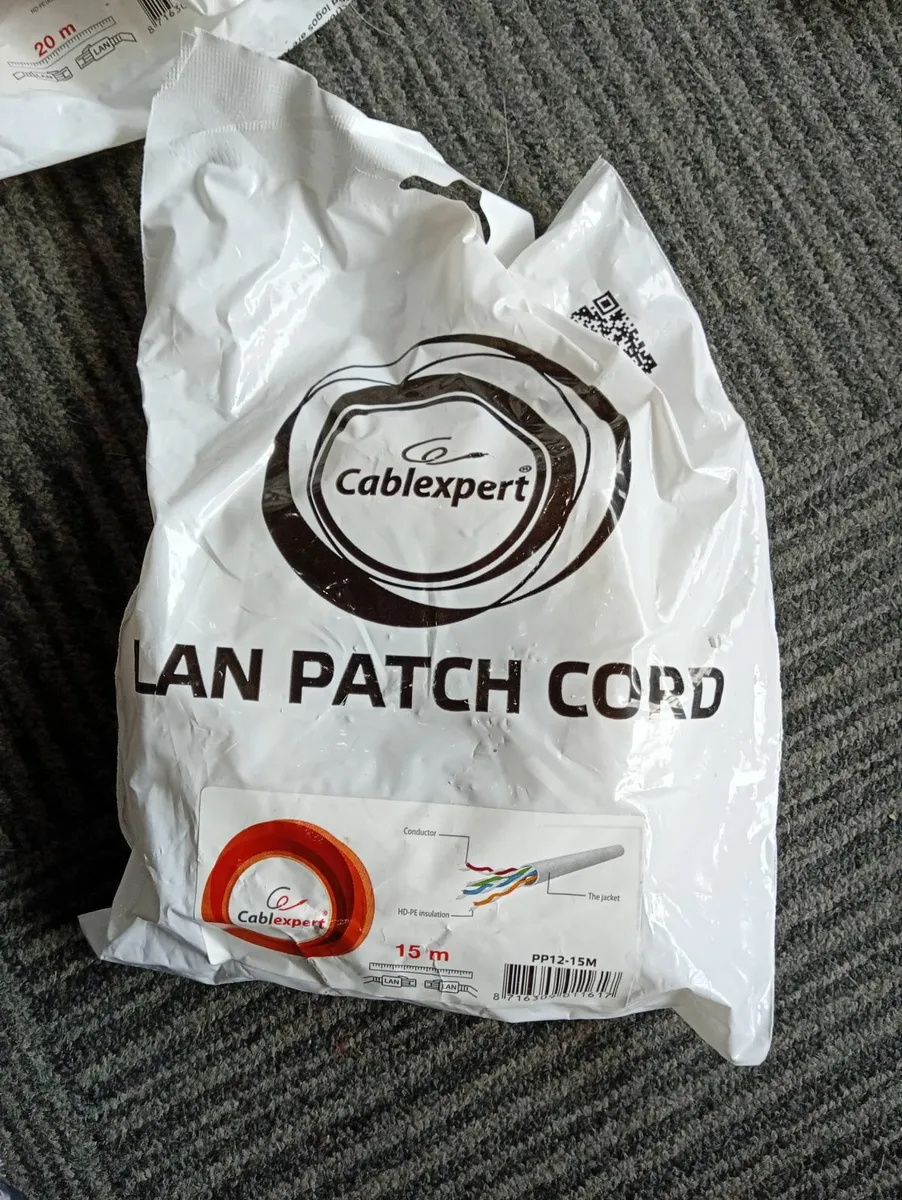 20 m
LAN
Cablexpert®
LAN PATCH CORD
Conductor
The jacket
HD-PE insulation
Cablexpert®
15 m
LAN
LAN
PP12-15M